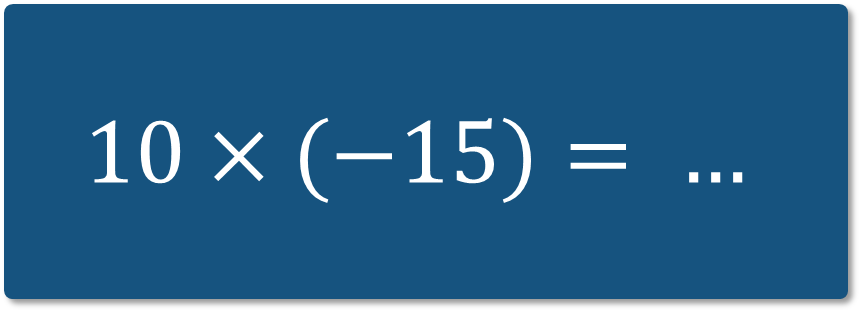 10 × (−15) = ...